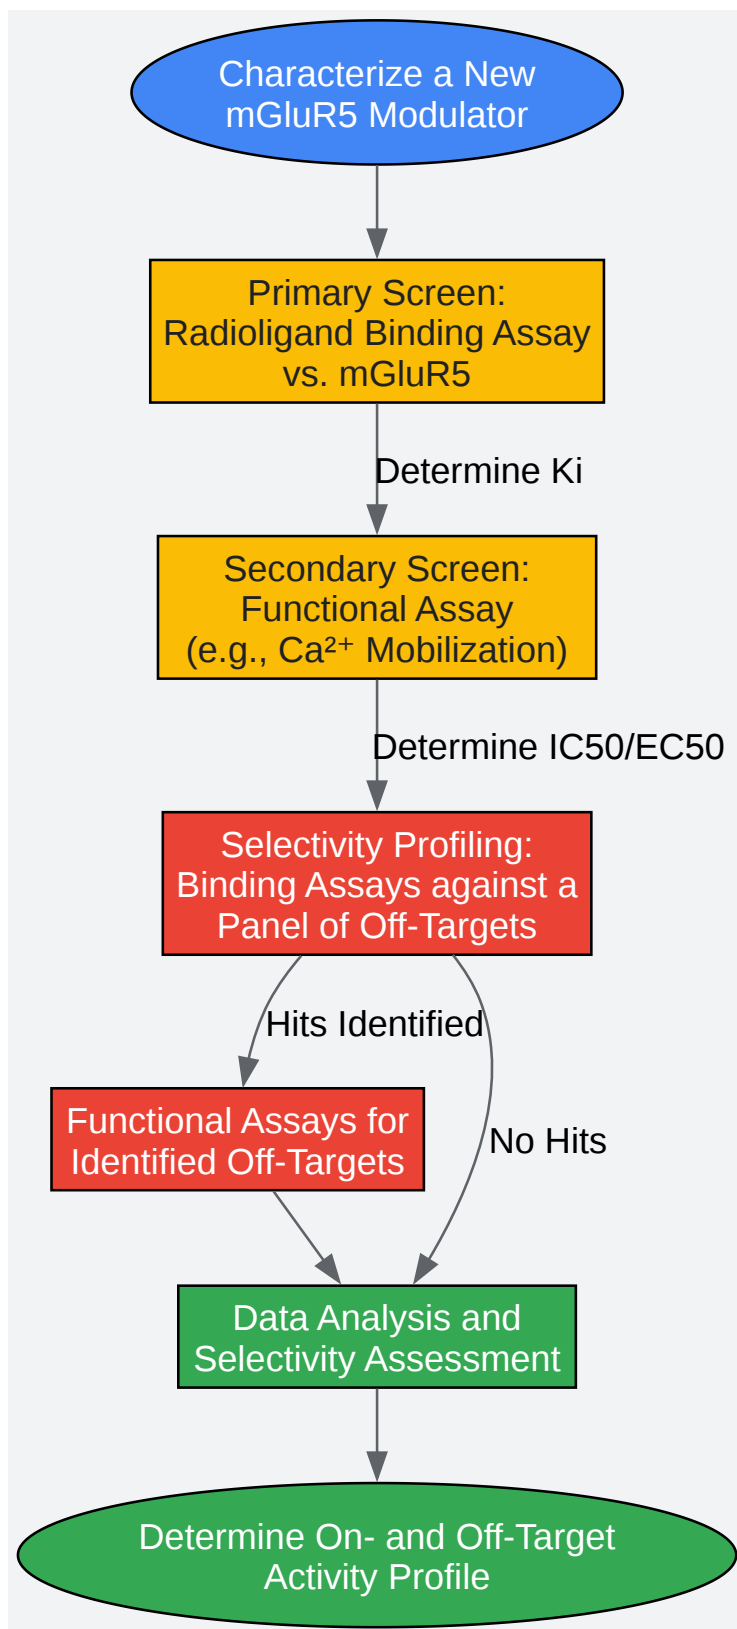 Characterize a New
mGluR5 Modulator
Primary Screen:
Radioligand Binding Assay
vs. mGluR5
Determine Ki
Secondary Screen:
Functional Assay
(e.g., Ca²⁺ Mobilization)
Determine IC50/EC50
Selectivity Profiling:
Binding Assays against a
Panel of Off-Targets
Hits Identified
Functional Assays for
Identified Off-Targets
No Hits
Data Analysis and
Selectivity Assessment
Determine On- and Off-Target
Activity Profile